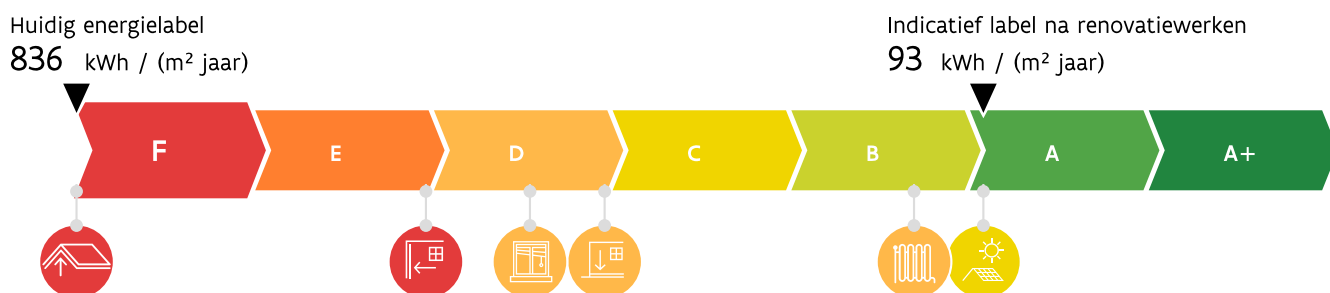 Huidig energielabel
836 kWh / (m² jaar)
Indicatief label na renovatiewerken
93 kWh / (m² jaar)
F E D C B A A+